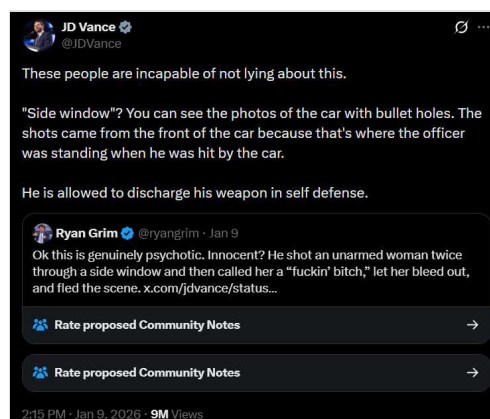 JD Vance
@JDVance
These people are incapable of not lying about this.
"Side window"? You can see the photos of the car with bullet holes. The
shots came from the front of the car because that's where the officer
was standing when he was hit by the car.
He is allowed to discharge his weapon in self defense.
Ryan Grim @ryangrim · Jan 9
Ok this is genuinely psychotic. Innocent? He shot an unarmed woman twice
through a side window and then called her a “fuckin’ bitch,” let her bleed out,
and fled the scene. x.com/jdvance/status...
Rate proposed Community Notes
Rate proposed Community Notes
2:15 PM · Jan 9, 2026 · 9M Views